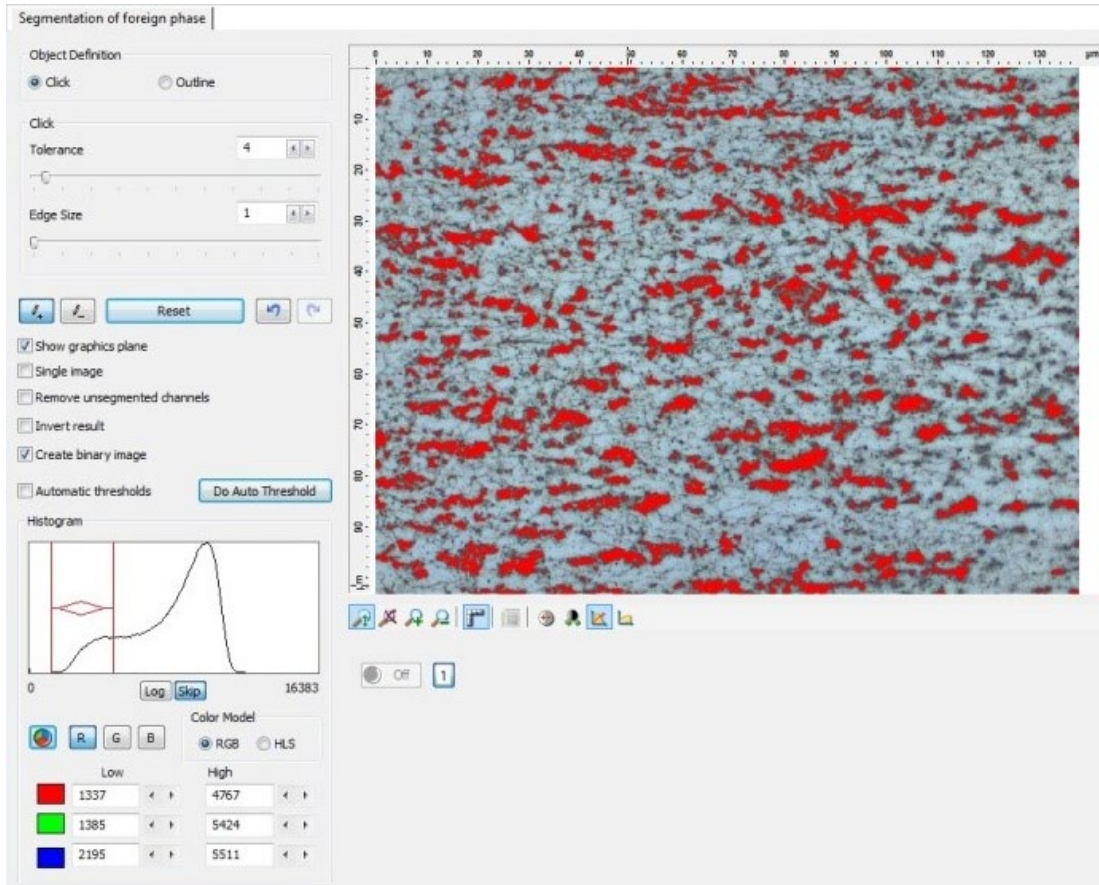 Segmentation of foreign phase
Object Definition
Click Outline
Click
Tolerance 4
Edge Size 1
Reset
Show graphics plane
Single image
Remove unsegmented channels
Invert result
Create binary image
Automatic thresholds Do Auto Threshold
Histogram
0 Log Skip 16383
Color Model
R G B RGB HLS
Low High
1337 4767
1385 5424
2195 5511
0 10 20 30 40 50 60 70 80 90 100 110 120 130 µm
10
20
30
40
50
60
70
80
90
Off 1